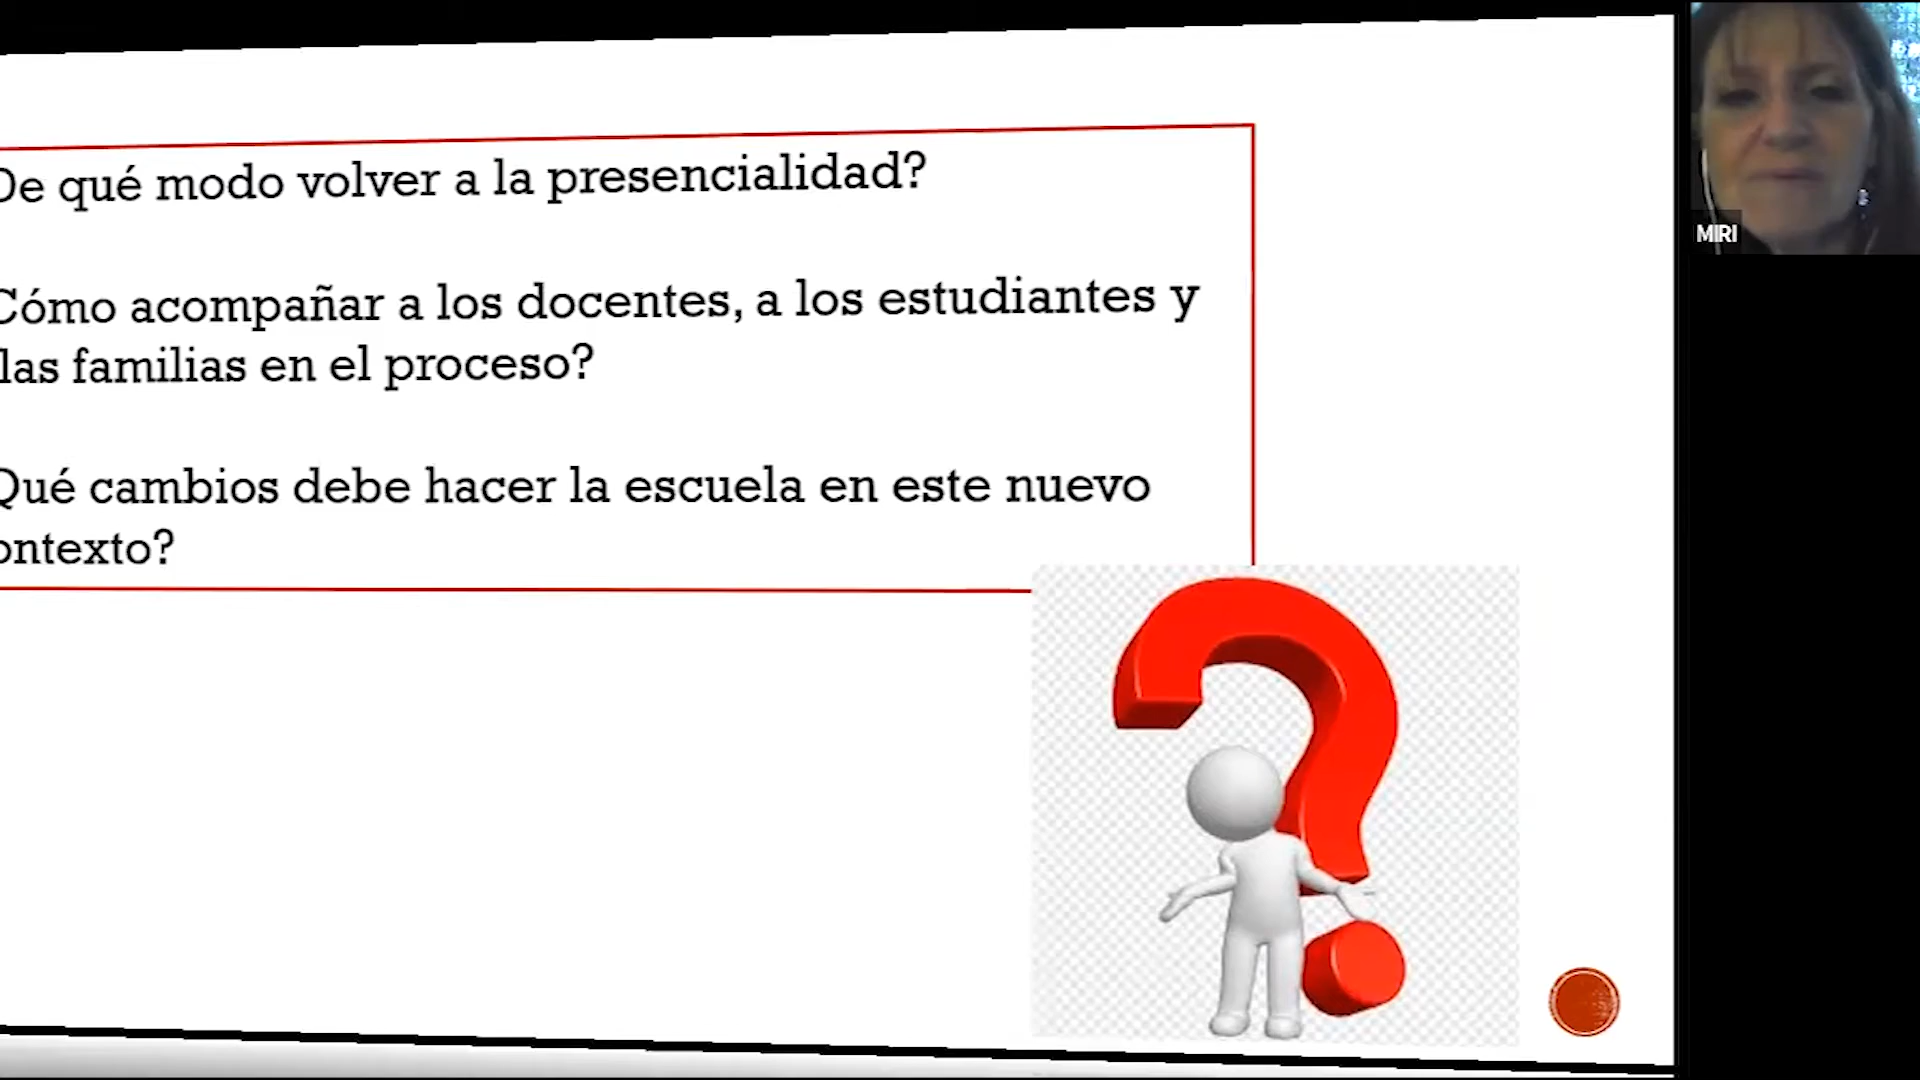 De qué modo volver a la presencialidad?
Cómo acompañar a los docentes, a los estudiantes y
las familias en el proceso?
Qué cambios debe hacer la escuela en este nuevo
ontexto?
MIRI